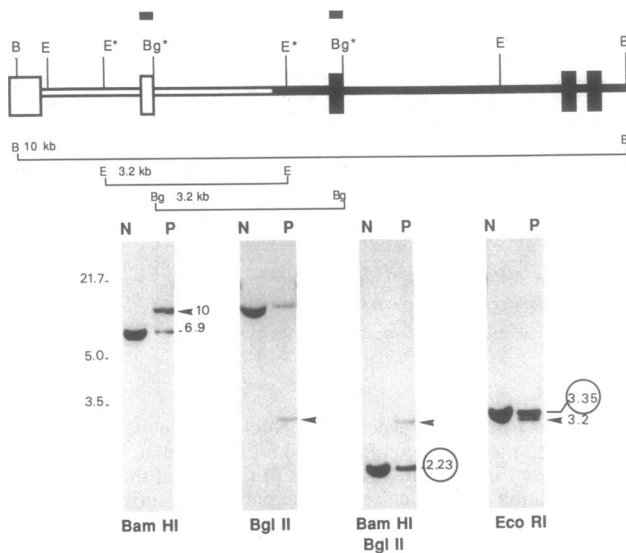 B E E* Bg* E* Bg* E B
B 10 kb B
E 3.2 kb E
Bg 3.2 kb Bg
N P N P N P N P
21.7-
10
-6.9
5.0-
3.5-
3.35
3.2
-2.23
Bam HI
Bgl II
Bam HI
Bgl II
Eco RI